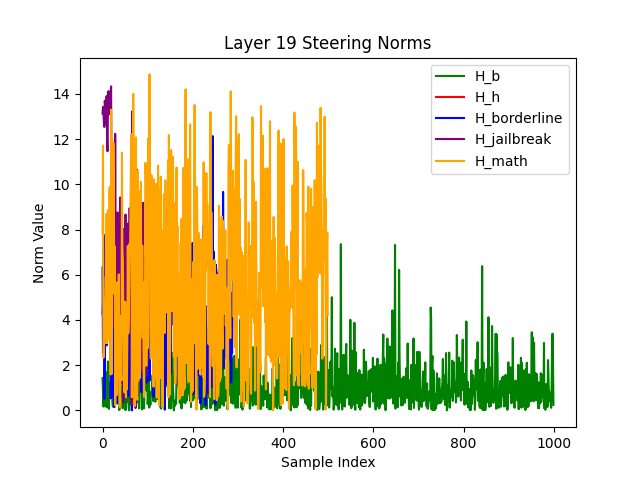 Layer 19 Steering Norms
H_b
H_h
H_borderline
H_jailbreak
H_math
Norm Value
14
12
10
8
6
4
2
0
0
200
400
600
800
1000
Sample Index